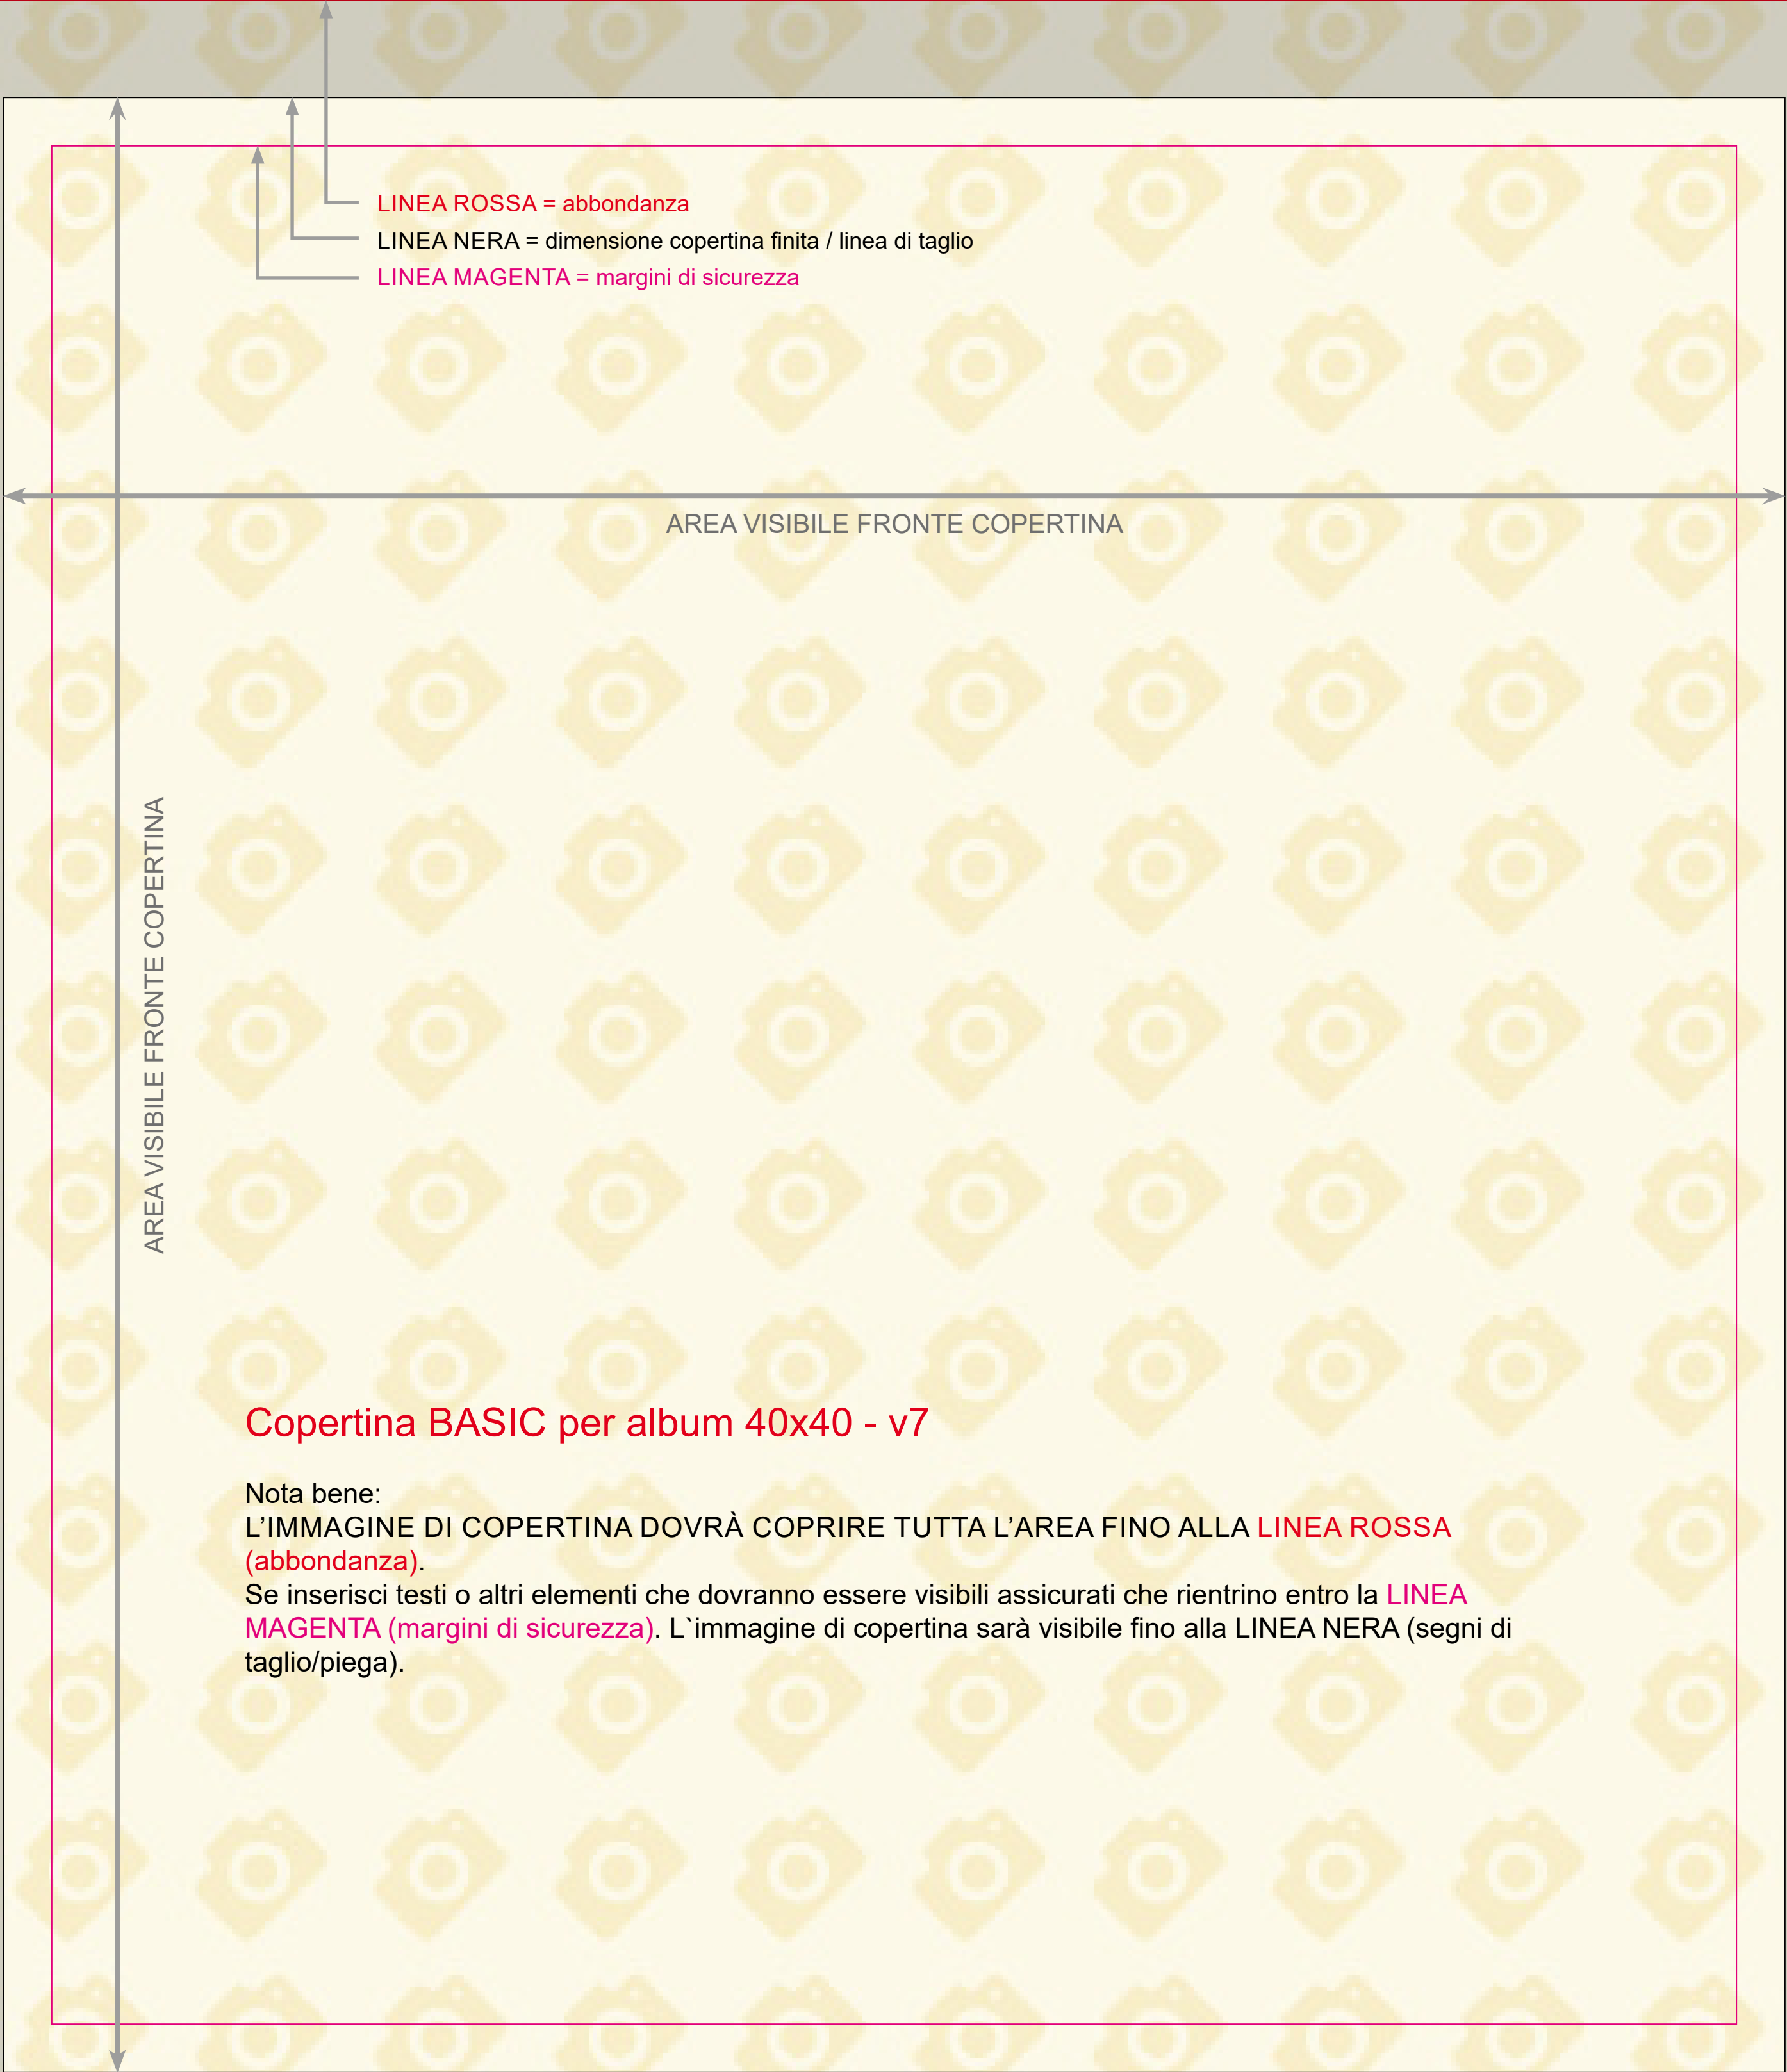 LINEA ROSSA = abbondanza
LINEA NERA = dimensione copertina finita / linea di taglio
LINEA MAGENTA = margini di sicurezza
AREA VISIBILE FRONTE COPERTINA
AREA VISIBILE FRONTE COPERTINA
Copertina BASIC per album 40x40 - v7
Nota bene:
L’IMMAGINE DI COPERTINA DOVRÀ COPRIRE TUTTA L’AREA FINO ALLA LINEA ROSSA
(abbondanza).
Se inserisci testi o altri elementi che dovranno essere visibili assicurati che rientrino entro la LINEA
MAGENTA (margini di sicurezza). L`immagine di copertina sarà visibile fino alla LINEA NERA (segni di
taglio/piega).